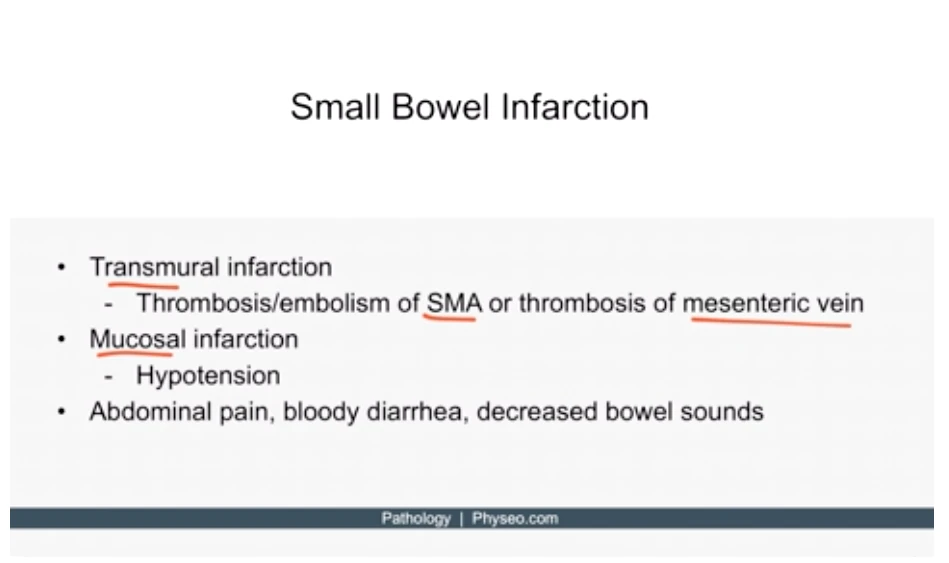 Small Bowel Infarction
• Transmural infarction
- Thrombosis/embolism of SMA or thrombosis of mesenteric vein
• Mucosal infarction
- Hypotension
• Abdominal pain, bloody diarrhea, decreased bowel sounds
Pathology | Physeo.com